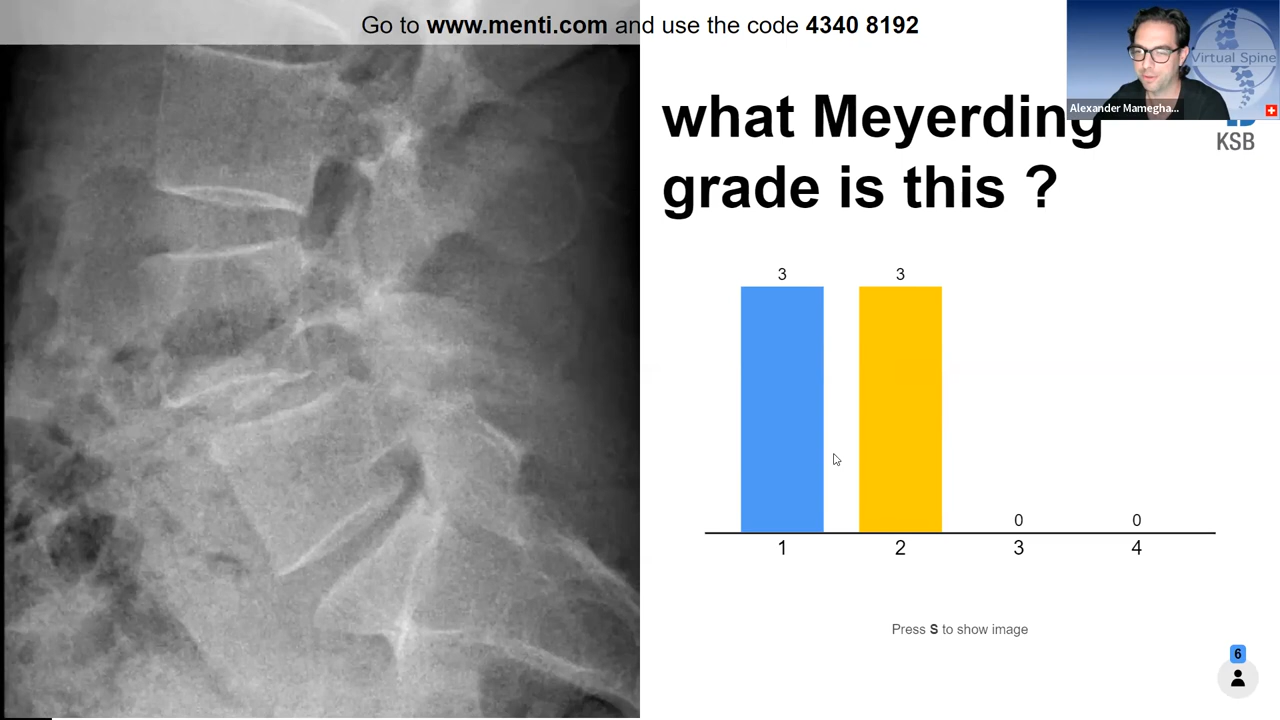 Go to www.menti.com and use the code 4340 8192
Virtual Spine
Alexander Mamegha...
what Meyerding
grade is this ?
KSB
3 3
0 0
1 2 3 4
Press S to show image
6